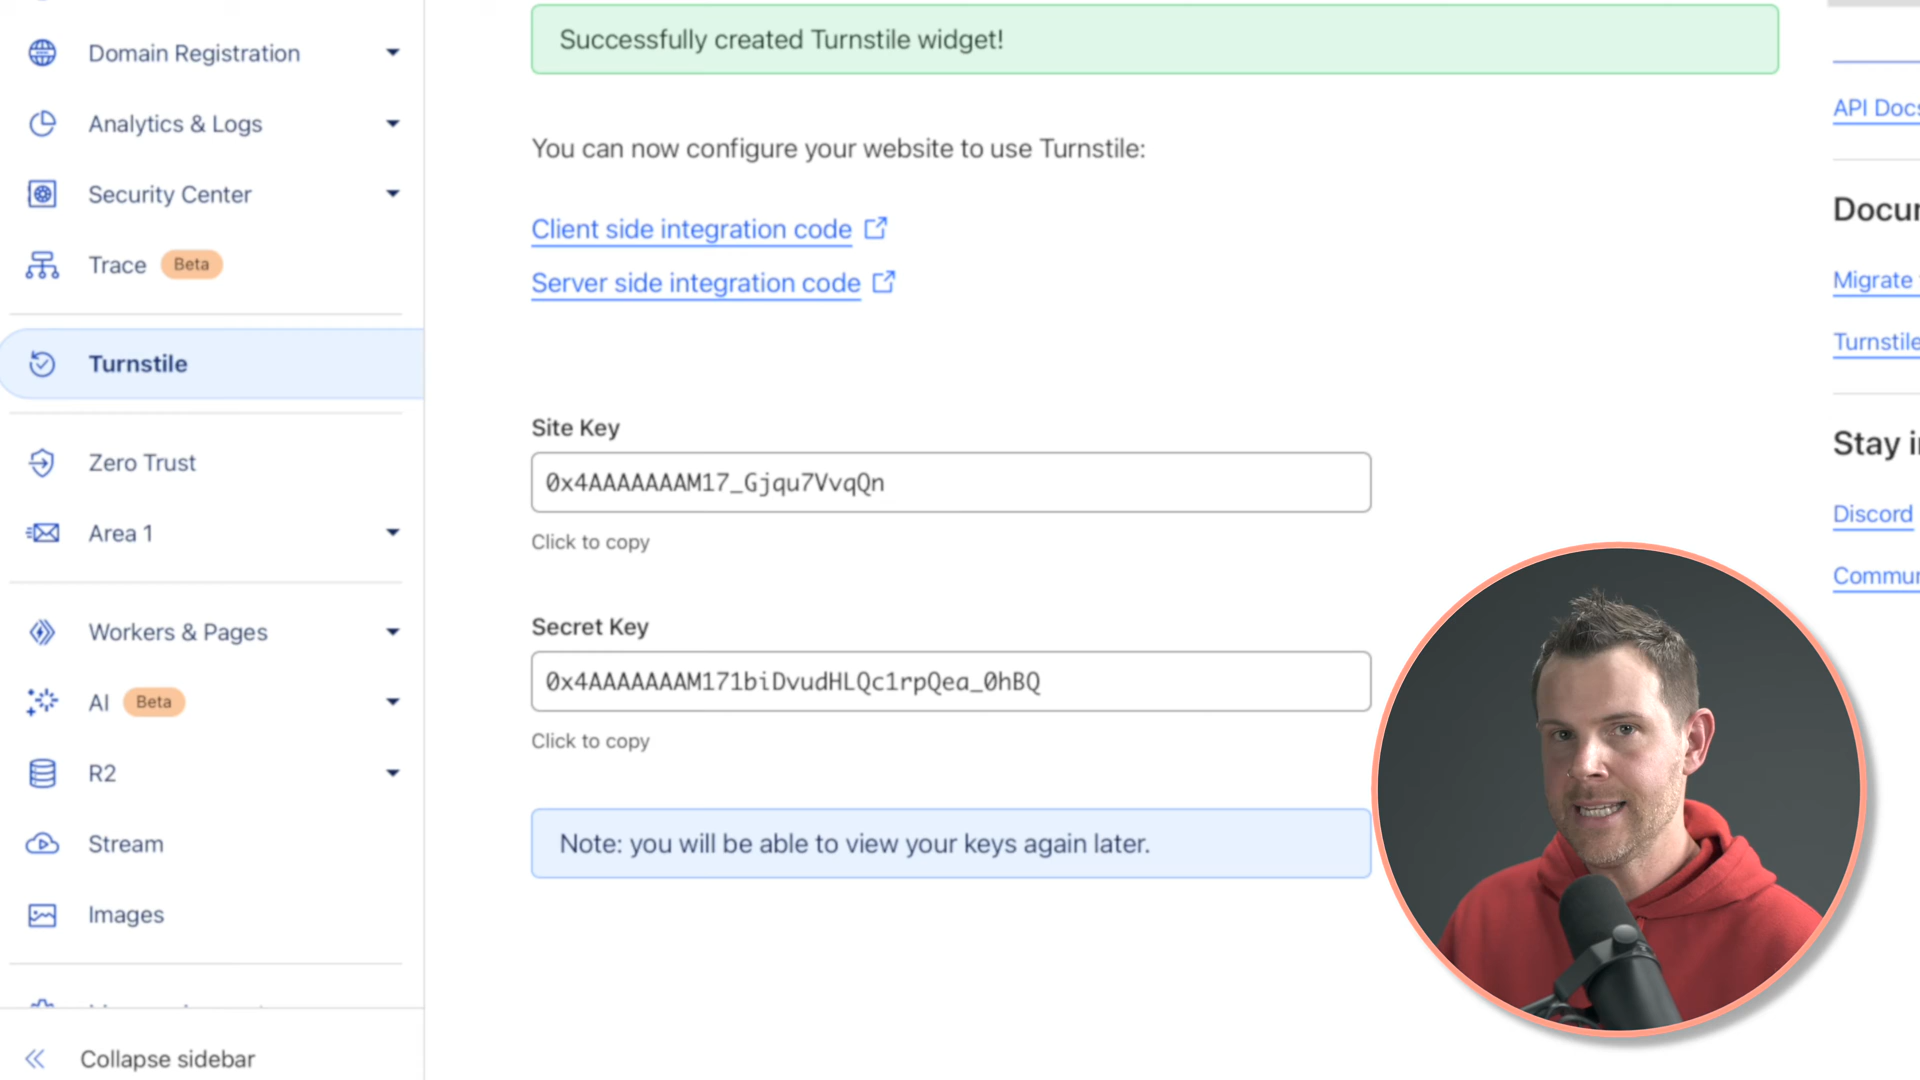 Domain Registration
Analytics & Logs
Security Center
Trace Beta
Turnstile
Zero Trust
Area 1
Workers & Pages
AI Beta
R2
Stream
Images
Collapse sidebar
Successfully created Turnstile widget!
You can now configure your website to use Turnstile:
Client side integration code
Server side integration code
Site Key
0x4AAAAAAAM17_Gjqu7VvqQn
Click to copy
Secret Key
0x4AAAAAAAM171biDvudHLQc1rpQea_0hBQ
Click to copy
Note: you will be able to view your keys again later.
API Docs
Docu
Migrate
Turnstile
Stay i
Discord
Commu